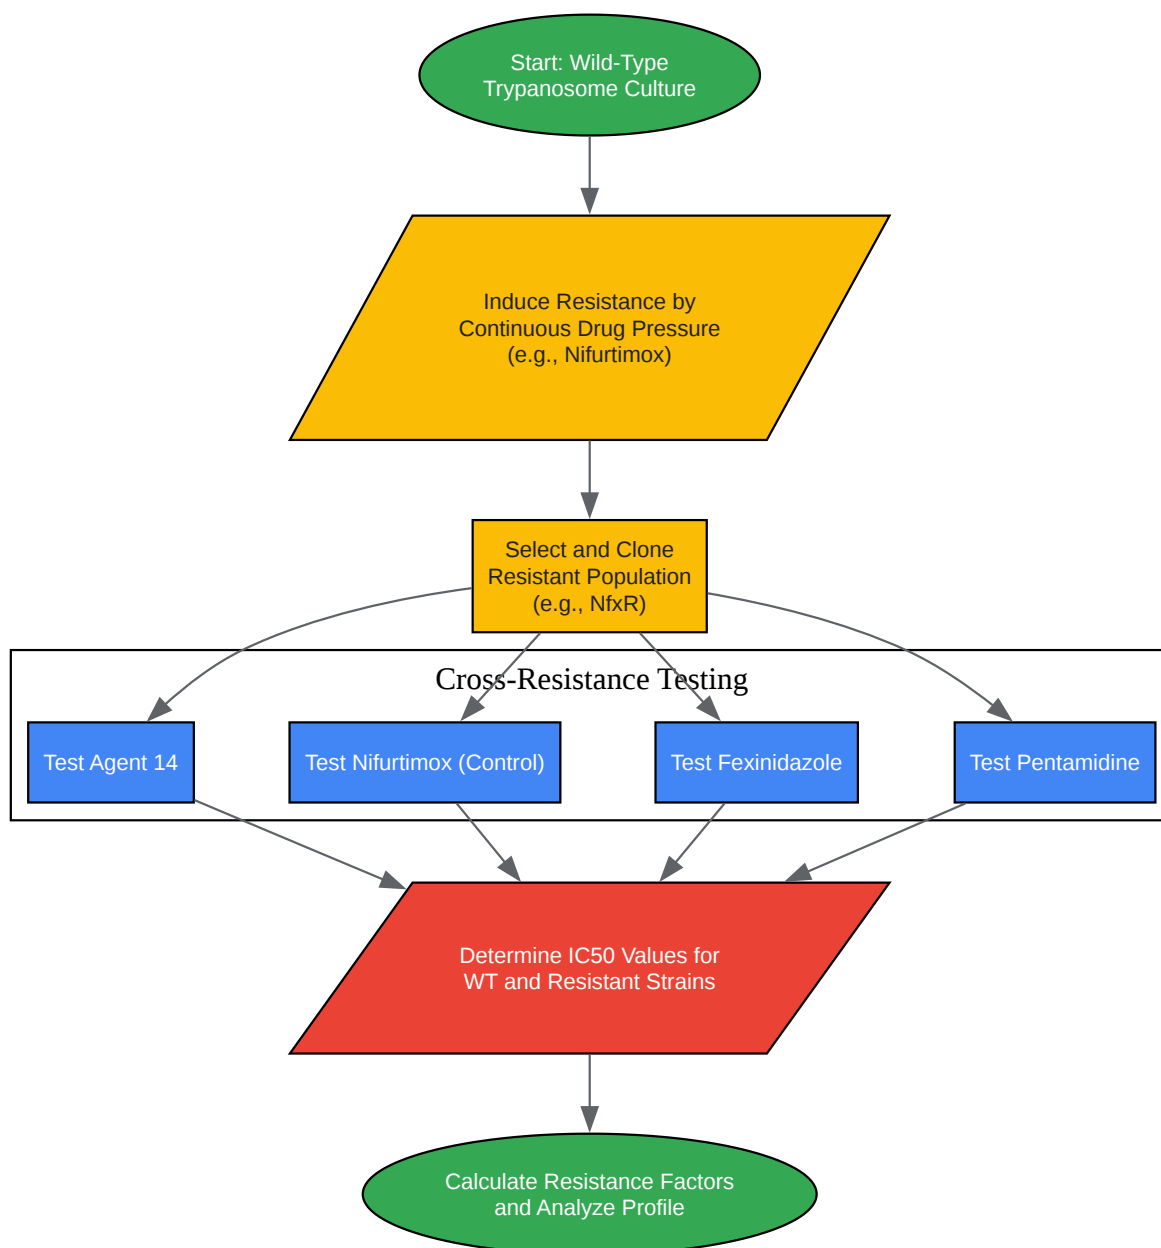 Start: Wild-Type
Trypanosome Culture
Induce Resistance by
Continuous Drug Pressure
(e.g., Nifurtimox)
Select and Clone
Resistant Population
(e.g., NfxR)
Cross-Resistance Testing
Test Agent 14
Test Nifurtimox (Control)
Test Fexinidazole
Test Pentamidine
Determine IC50 Values for
WT and Resistant Strains
Calculate Resistance Factors
and Analyze Profile